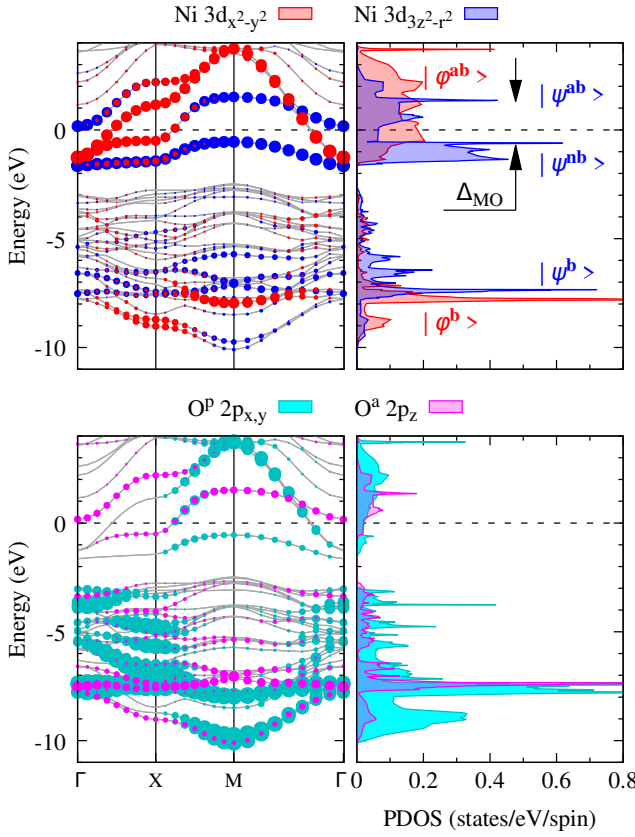 Ni 3d_{x²-y²} Ni 3d_{3z²-r²}
Energy (eV)
0
-5
-10
| φ^{ab} >
| ψ^{ab} >
| ψ^{nb} >
Δ_{MO}
| ψ^{b} >
| φ^{b} >
O^{p} 2p_{x,y} O^{a} 2p_{z}
Energy (eV)
0
-5
-10
Γ X M Γ
0 0.2 0.4 0.6 0.8
PDOS (states/eV/spin)